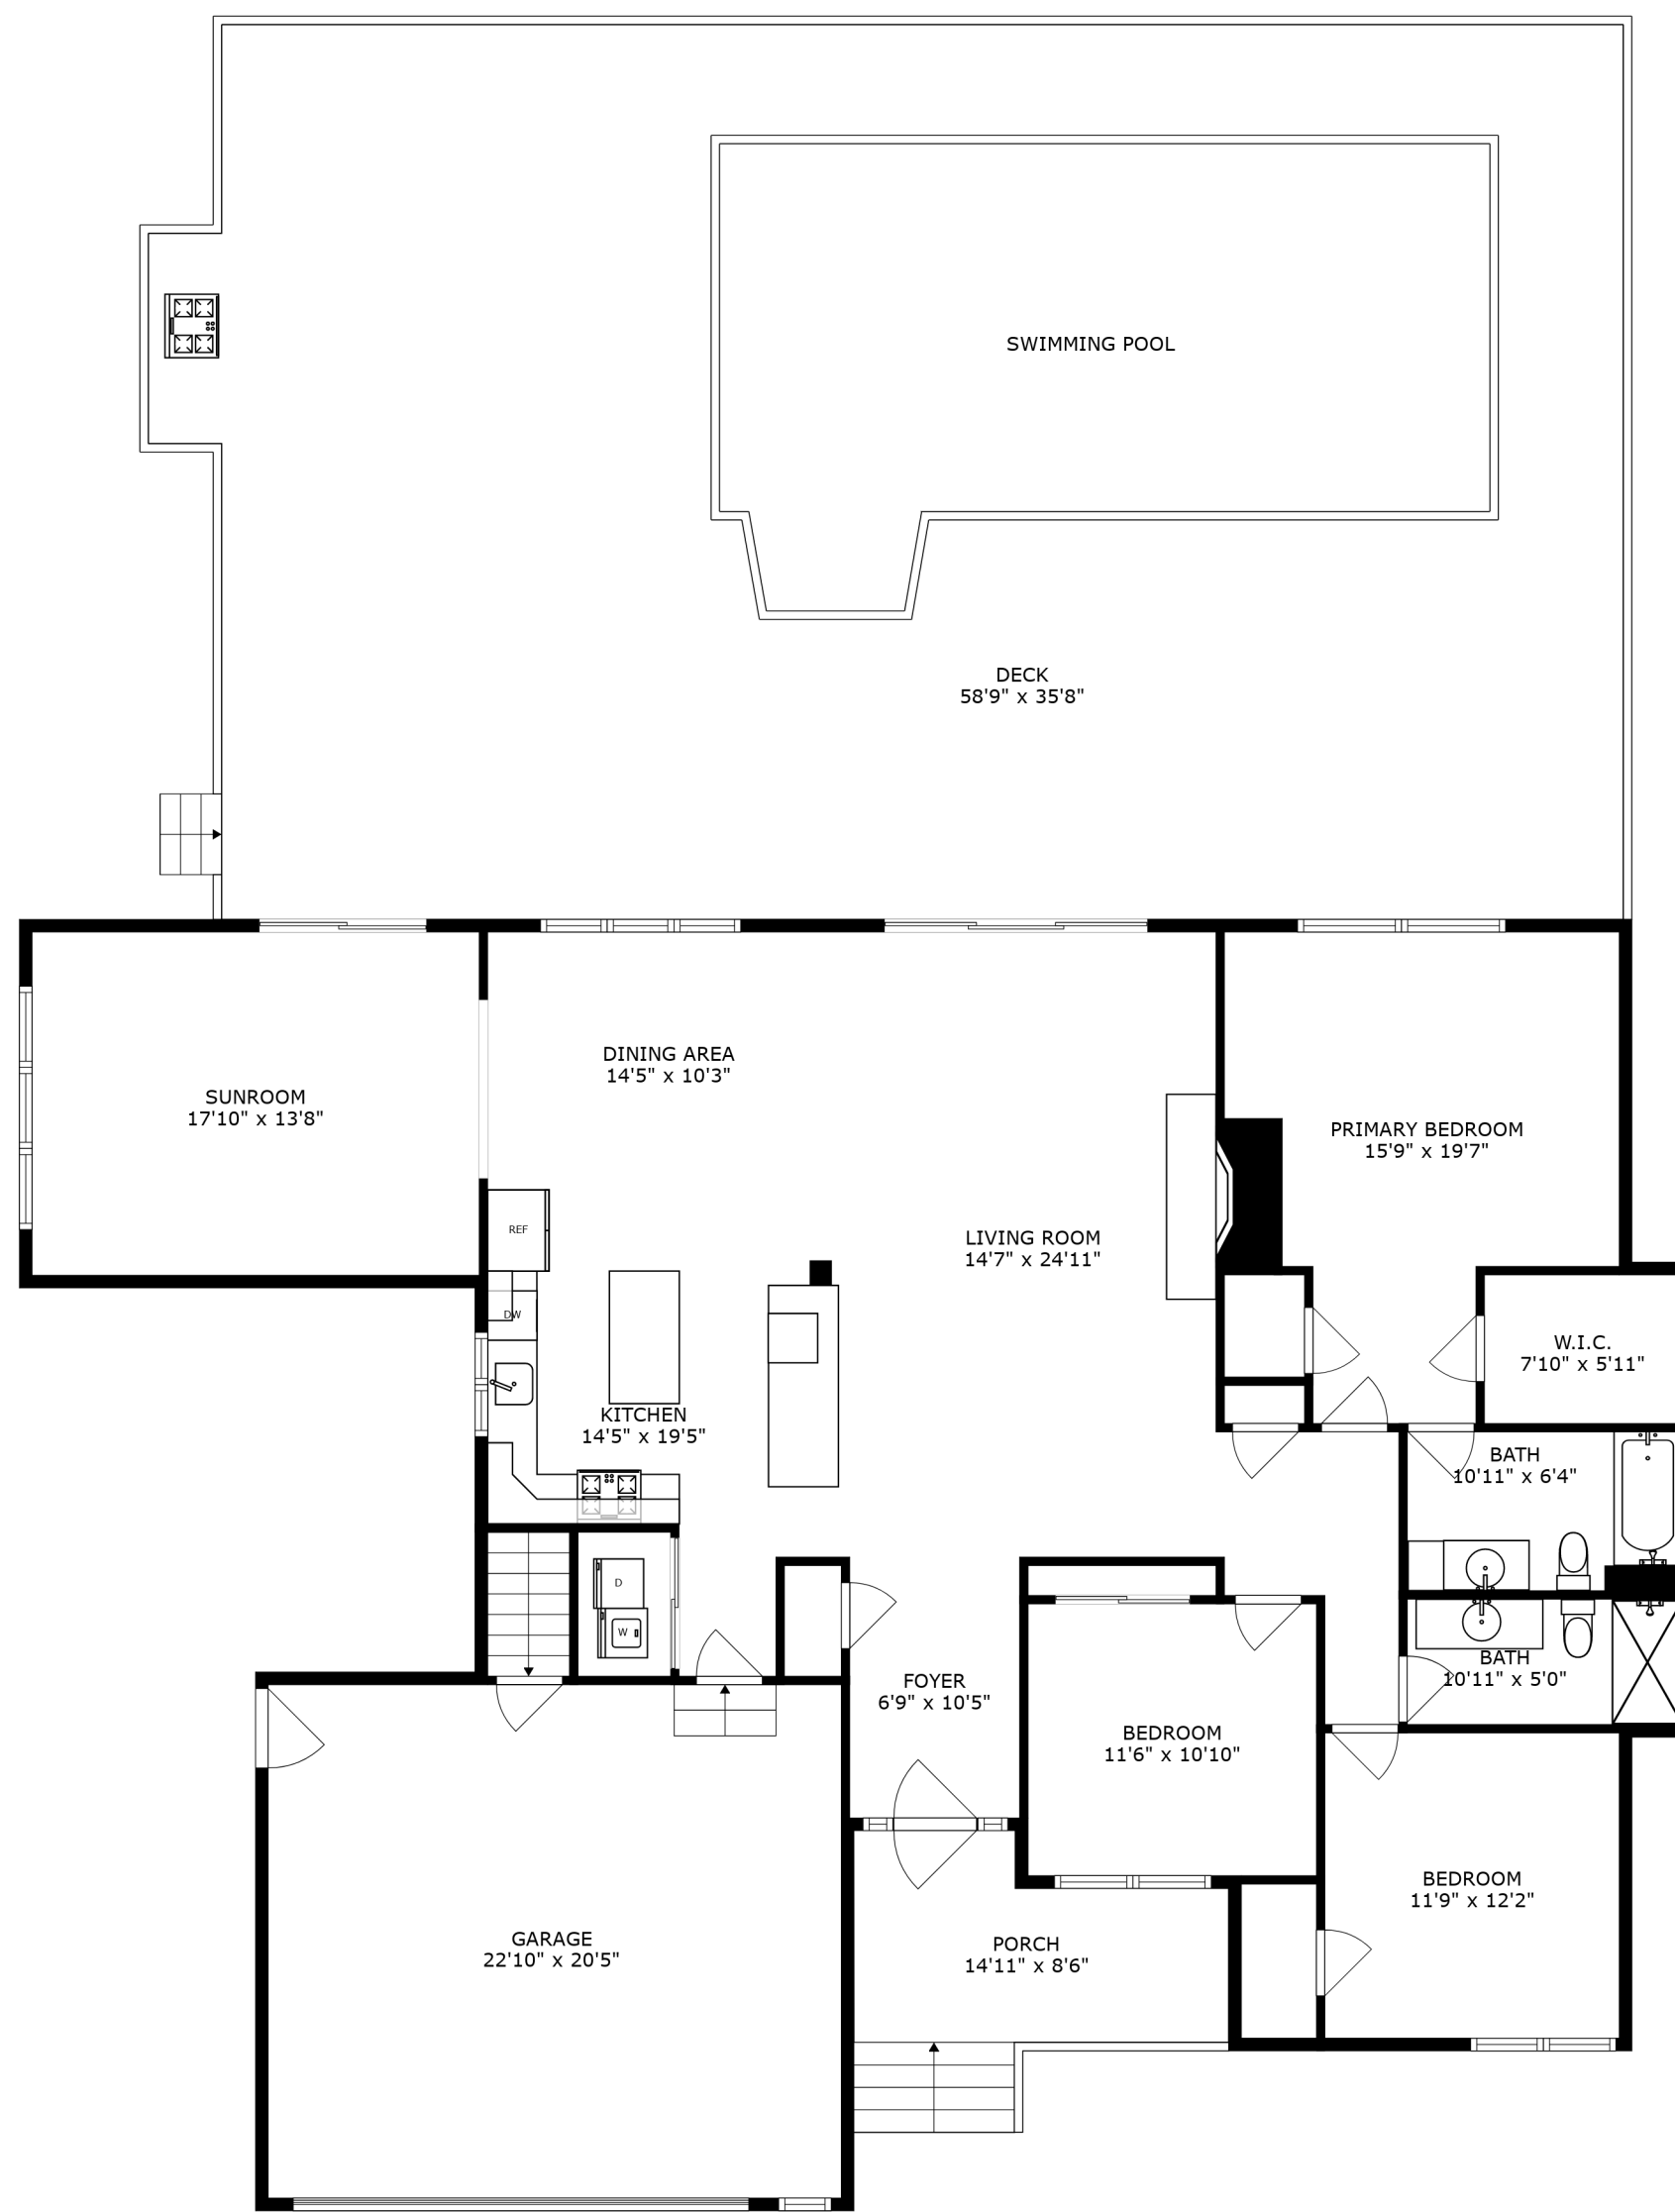 SWIMMING POOL
DECK
58'9" x 35'8"
DINING AREA
14'5" x 10'3"
SUNROOM
17'10" x 13'8"
PRIMARY BEDROOM
15'9" x 19'7"
REF
LIVING ROOM
14'7" x 24'11"
DW
W.I.C.
7'10" x 5'11"
KITCHEN
14'5" x 19'5"
BATH
10'11" x 6'4"
D
W
BATH
10'11" x 5'0"
FOYER
6'9" x 10'5"
BEDROOM
11'6" x 10'10"
BEDROOM
11'9" x 12'2"
GARAGE
22'10" x 20'5"
PORCH
14'11" x 8'6"